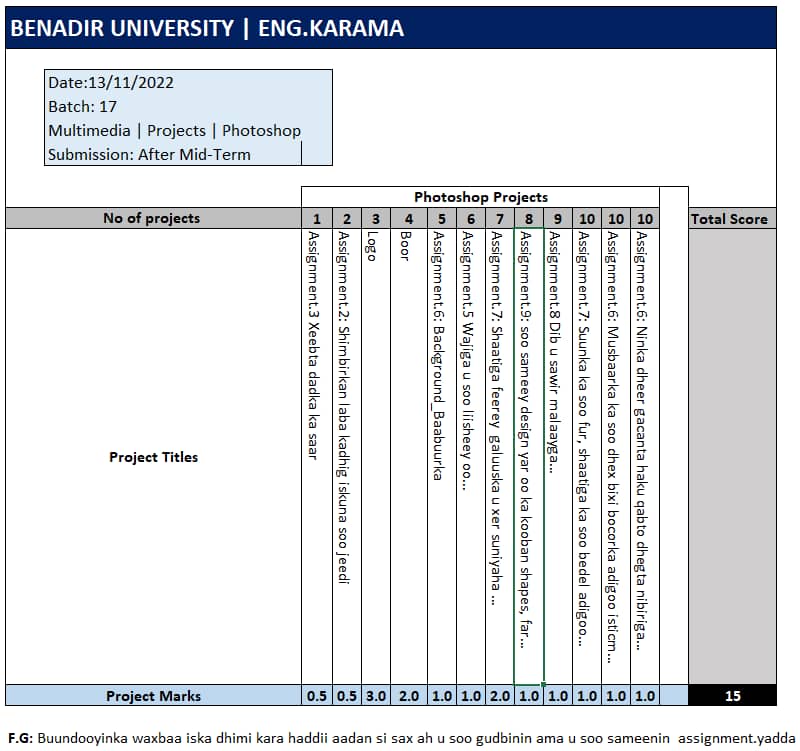 BENADIR UNIVERSITY | ENG.KARAMA
Date:13/11/2022
Batch: 17
Multimedia | Projects | Photoshop
Submission: After Mid-Term
Photoshop Projects
No of projects 1 2 3 4 5 6 7 8 9 10 10 10 Total Score
Project Titles
Assignment.3 Xeebta dadka ka saar
Assignment.2: Shimbirkan laba kadhig iskuna soo jeedi
Logo
Boor
Assignment.6: Background_Baabuurka
Assignment.5 Wajiga u soo liisheey oo...
Assignment.7: Shaatiga feerey galuuska u xer suniyaha ...
Assignment.9: soo sameey design yar oo ka kooban shapes, far...
Assignment.8 Dib u sawir malaayga...
Assignment.7: Suunka ka soo fur, shaatiga ka soo bedel adigoo...
Assignment.6: Musbaarka ka soo dhex bixi bocorka adigoo isticm...
Assignment.6: Ninka dheer gacanta haku qabto dhegta nibiriga...
Project Marks 0.5 0.5 3.0 2.0 1.0 1.0 2.0 1.0 1.0 1.0 1.0 1.0 15
F.G: Buundooyinka waxbaa iska dhimi kara haddii aadan si sax ah u soo gudbinin ama u soo sameenin assignment.yadda